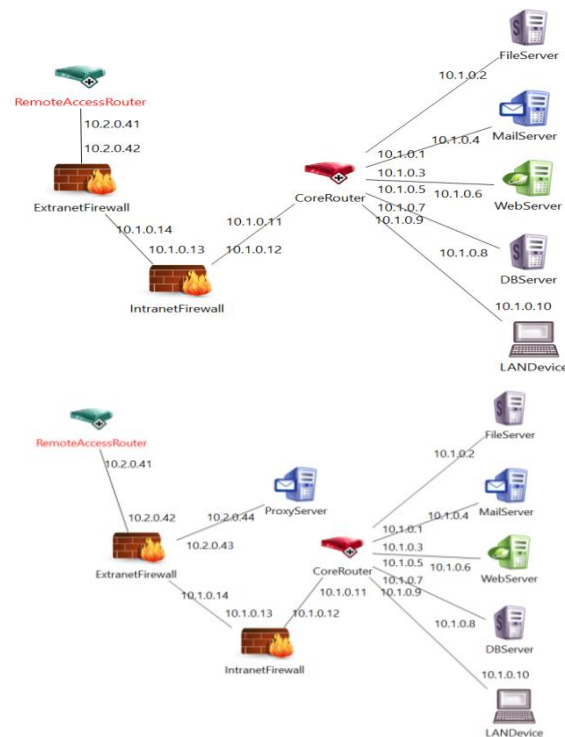 FileServer
10.1.0.2
RemoteAccessRouter
10.2.0.41
10.2.0.42
MailServer
10.1.0.1
10.1.0.4
10.1.0.3
CoreRouter
10.1.0.5
10.1.0.6
WebServer
ExtranetFirewall
10.1.0.7
10.1.0.9
10.1.0.14
10.1.0.11
10.1.0.13
10.1.0.12
10.1.0.8
DBServer
IntranetFirewall
10.1.0.10
LANDevice
FileServer
RemoteAccessRouter
10.2.0.41
10.1.0.2
ProxyServer
MailServer
10.2.0.42
10.2.0.44
10.1.0.1
10.1.0.4
10.2.0.43
10.1.0.3
ExtranetFirewall
CoreRouter
10.1.0.5
10.1.0.6
WebServer
10.1.0.7
10.1.0.14
10.1.0.11
10.1.0.9
10.1.0.13
10.1.0.12
10.1.0.8
DBServer
IntranetFirewall
10.1.0.10
LANDevice